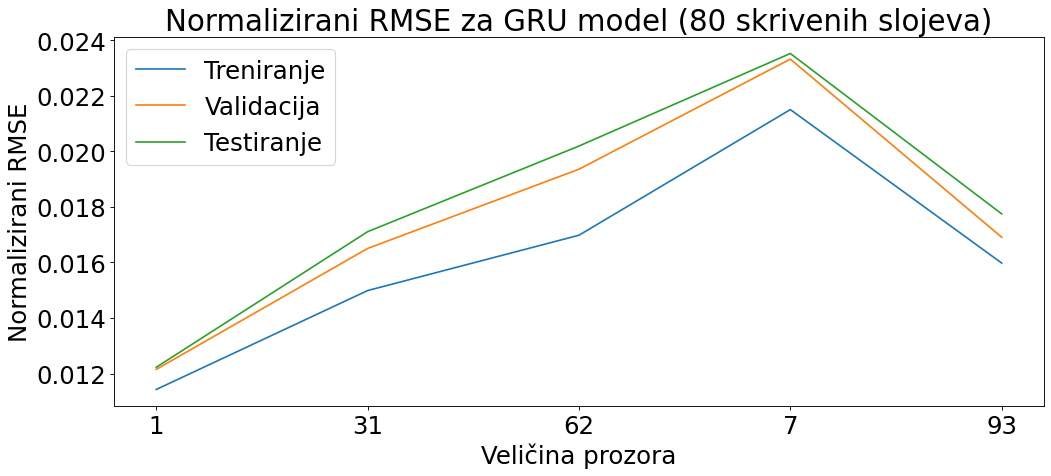 Normalizirani RMSE za GRU model (80 skrivenih slojeva)
Treniranje
Validacija
Testiranje
Normalizirani RMSE
0.024
0.022
0.020
0.018
0.016
0.014
0.012
1 31 62 7 93
Veličina prozora